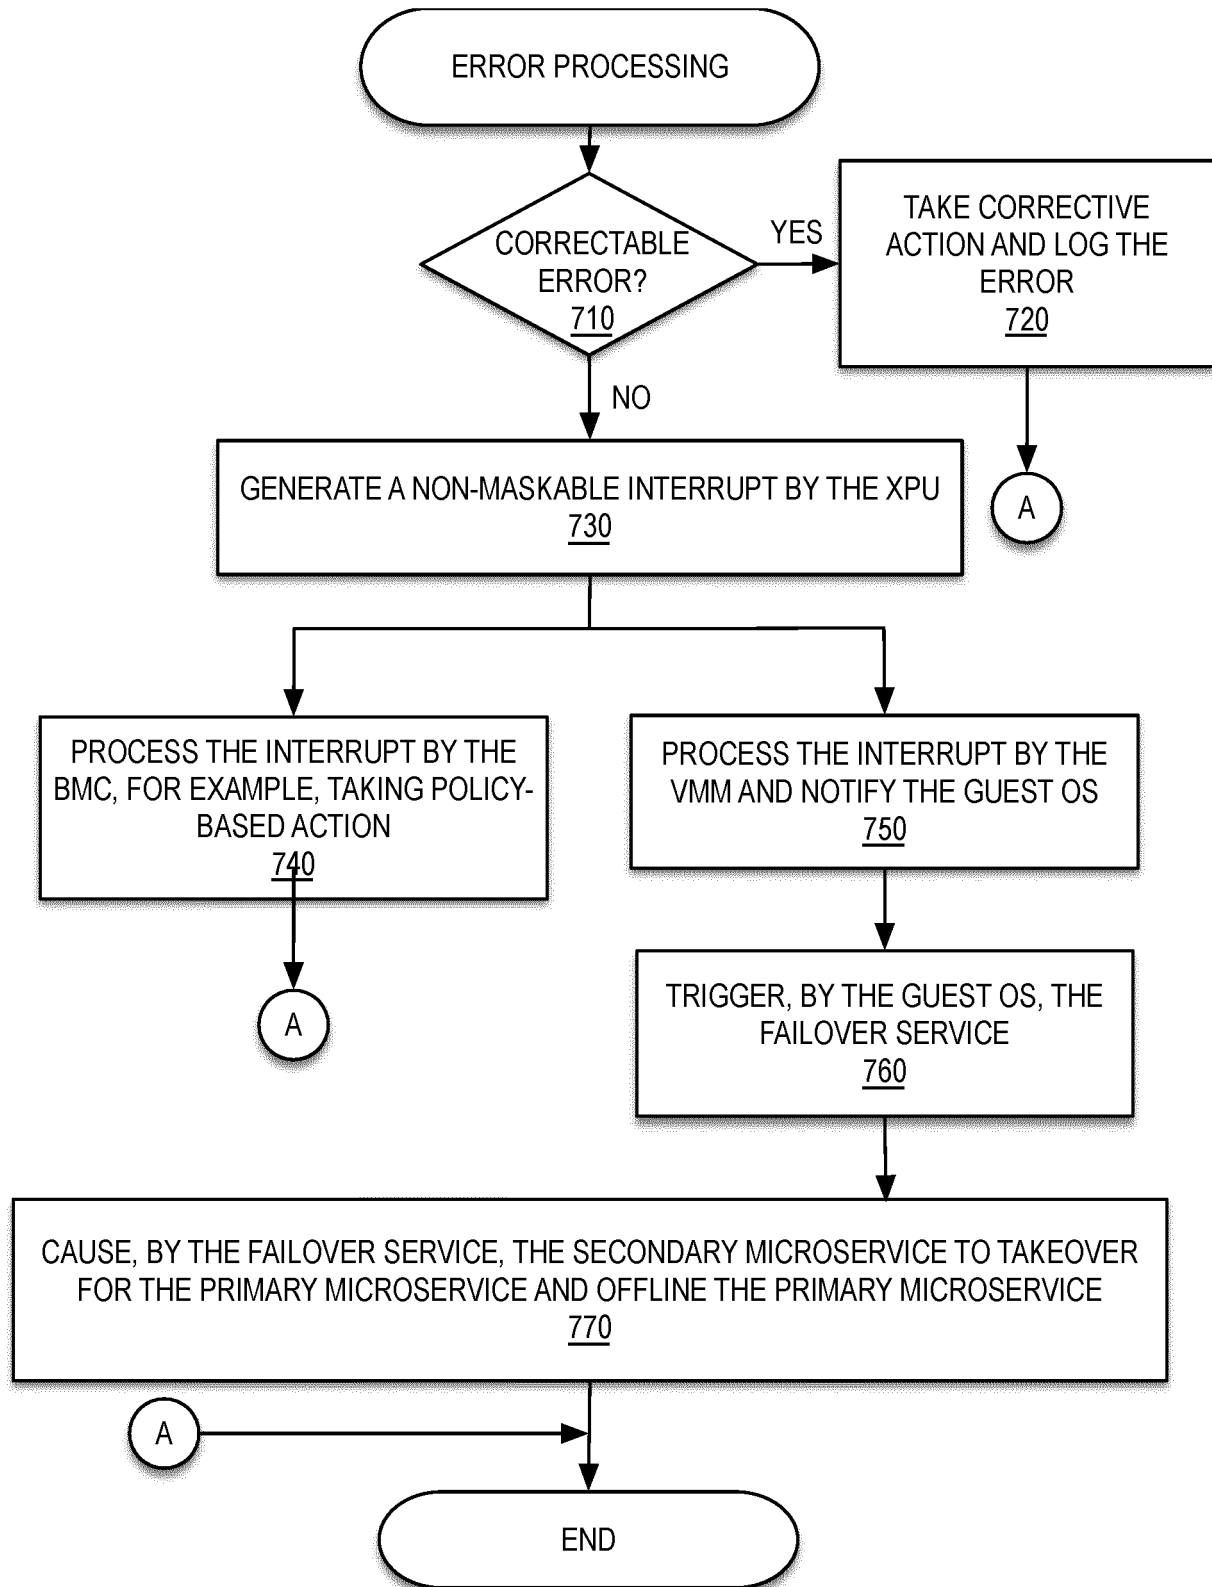 ERROR PROCESSING
CORRECTABLE
ERROR?
710
YES
TAKE CORRECTIVE
ACTION AND LOG THE
ERROR
720
NO
A
GENERATE A NON-MASKABLE INTERRUPT BY THE XPU
730
PROCESS THE INTERRUPT BY THE
BMC, FOR EXAMPLE, TAKING POLICY-
BASED ACTION
740
A
PROCESS THE INTERRUPT BY THE
VMM AND NOTIFY THE GUEST OS
750
TRIGGER, BY THE GUEST OS, THE
FAILOVER SERVICE
760
CAUSE, BY THE FAILOVER SERVICE, THE SECONDARY MICROSERVICE TO TAKEOVER
FOR THE PRIMARY MICROSERVICE AND OFFLINE THE PRIMARY MICROSERVICE
770
A
END